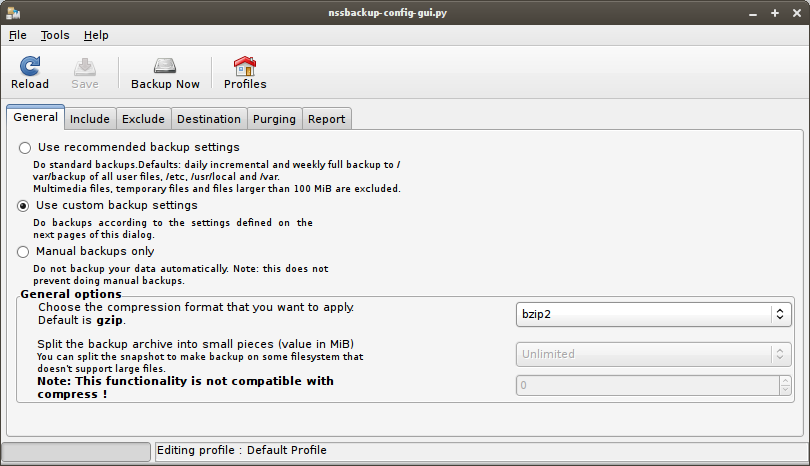 nssbackup-config-gui.py
File Tools Help
Reload Save Backup Now Profiles
General Include Exclude Destination Purging Report
Use recommended backup settings
Do standard backups.Defaults: daily incremental and weekly full backup to /
var/backup of all user files, /etc, /usr/local and /var.
Multimedia files, temporary files and files larger than 100 MiB are excluded.
Use custom backup settings
Do backups according to the settings defined on the
next pages of this dialog.
Manual backups only
Do not backup your data automatically. Note: this does not
prevent doing manual backups.
General options
Choose the compression format that you want to apply.
Default is gzip.
bzip2
Split the backup archive into small pieces (value in MiB)
You can split the snapshot to make backup on some filesystem that
doesn't support large files.
Unlimited
Note: This functionality is not compatible with
compress !
0
Editing profile : Default Profile